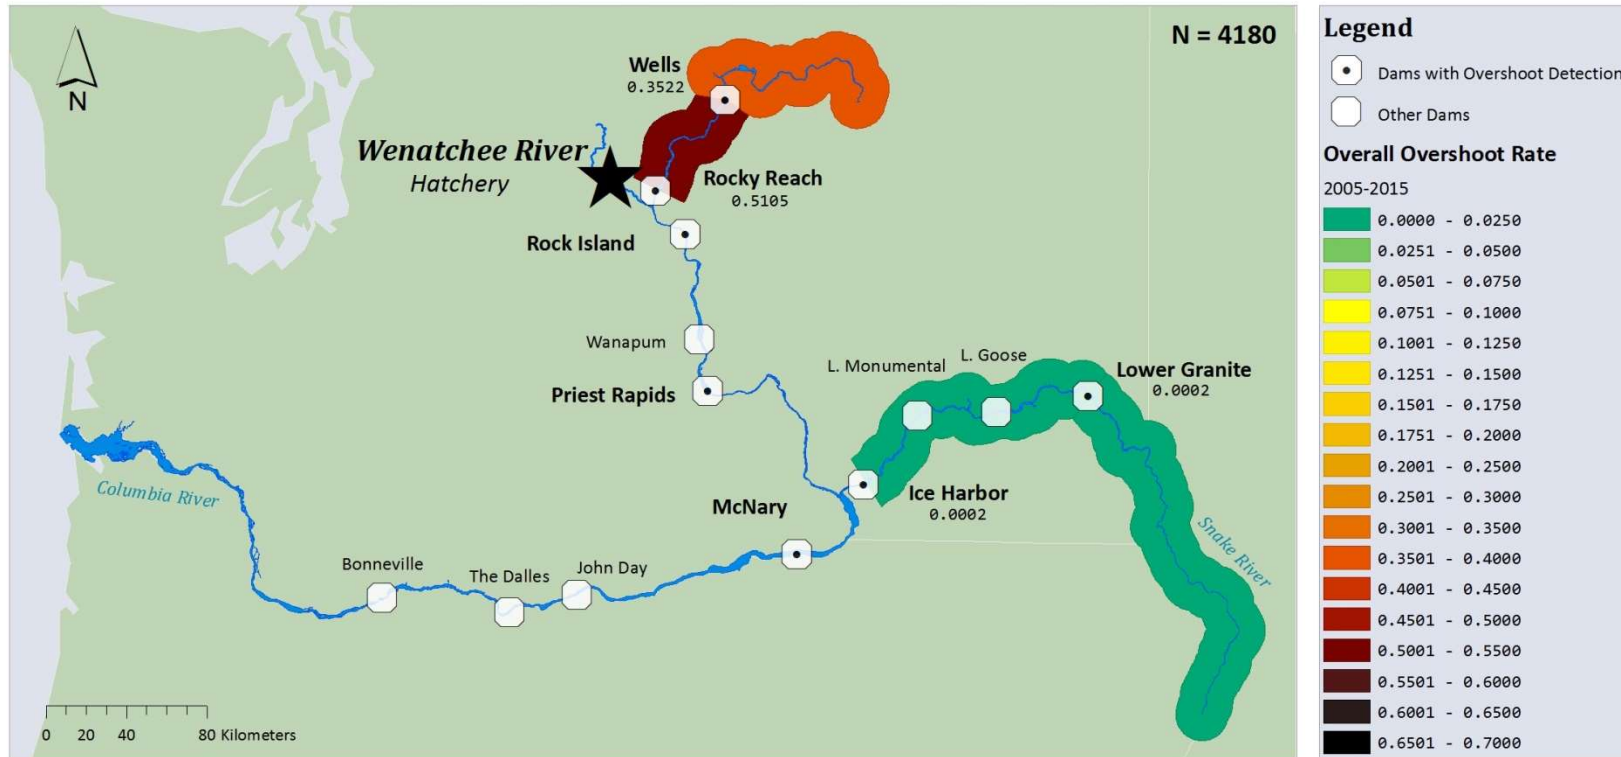 N = 4180
Wells
0.3522
N
Wenatchee River
Hatchery
Rocky Reach
0.5105
Rock Island
Wanapum
L. Monumental
L. Goose
Lower Granite
0.0002
Priest Rapids
Columbia River
Ice Harbor
0.0002
McNary
Snake River
Bonneville
The Dalles
John Day
0 20 40 80 Kilometers
Legend
Dams with Overshoot Detection
Other Dams
Overall Overshoot Rate
2005-2015
0.0000 - 0.0250
0.0251 - 0.0500
0.0501 - 0.0750
0.0751 - 0.1000
0.1001 - 0.1250
0.1251 - 0.1500
0.1501 - 0.1750
0.1751 - 0.2000
0.2001 - 0.2500
0.2501 - 0.3000
0.3001 - 0.3500
0.3501 - 0.4000
0.4001 - 0.4500
0.4501 - 0.5000
0.5001 - 0.5500
0.5501 - 0.6000
0.6001 - 0.6500
0.6501 - 0.7000